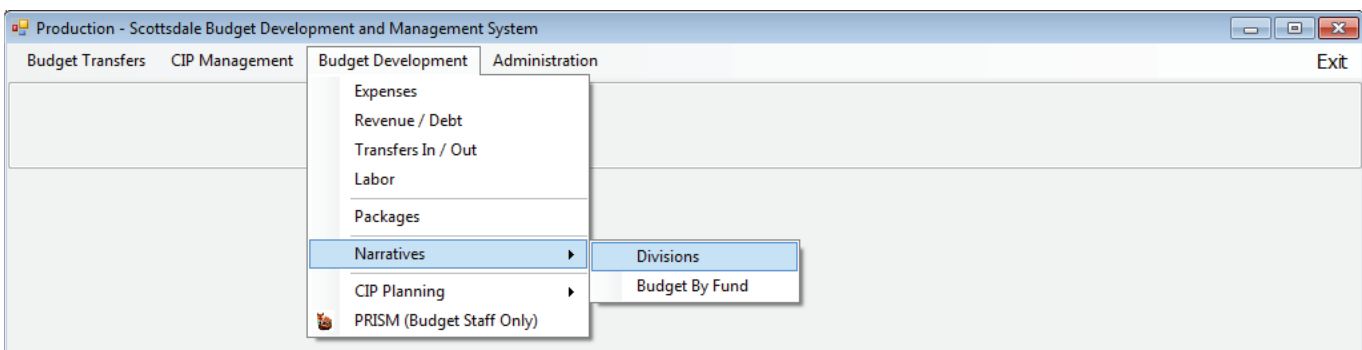 Production - Scottsdale Budget Development and Management System
Budget Transfers CIP Management Budget Development Administration Exit
Expenses
Revenue / Debt
Transfers In / Out
Labor
Packages
Narratives Divisions
Budget By Fund
CIP Planning
PRISM (Budget Staff Only)